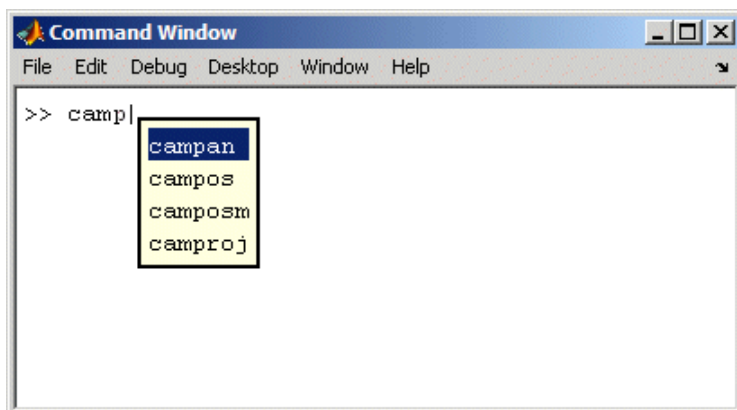 Command Window
File Edit Debug Desktop Window Help
>> camp
campan
campos
camposm
camproj